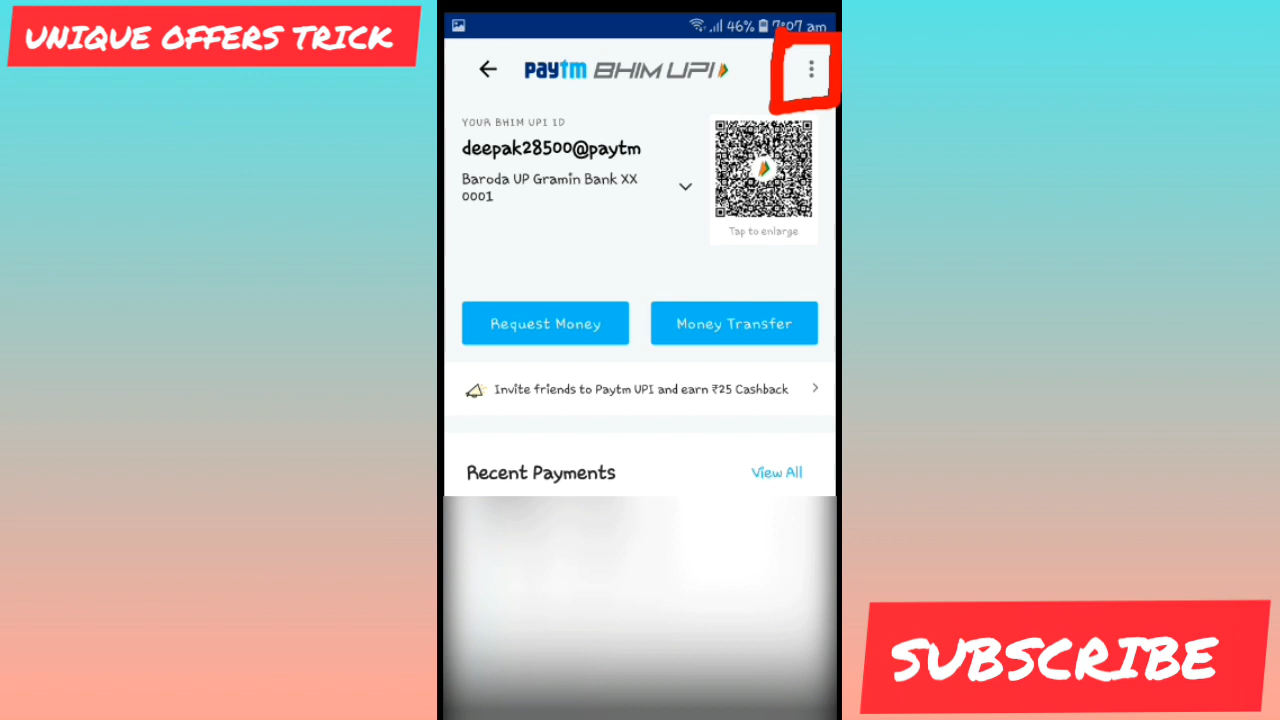 UNIQUE OFFERS TRICK
46% 7:07 am
paytm BHIM UPI
YOUR BHIM UPI ID
deepak28500@paytm
Baroda UP Gramin Bank XX
0001
Tap to enlarge
Request Money
Money Transfer
Invite friends to Paytm UPI and earn ₹25 Cashback
Recent Payments
View All
SUBSCRIBE